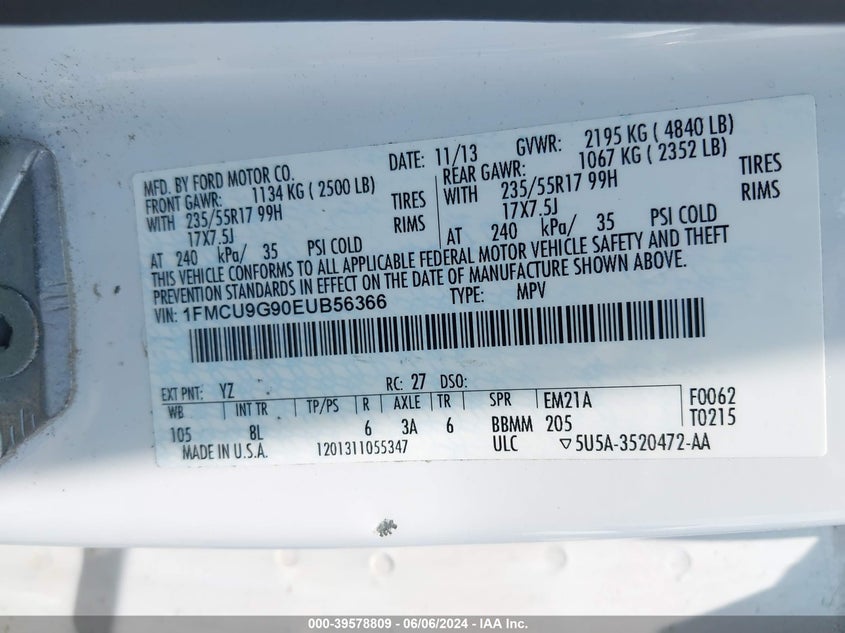 MFD. BY FORD MOTOR CO. DATE: 11/13 GVWR: 2195 KG ( 4840 LB)
FRONT GAWR: 1134 KG ( 2500 LB) REAR GAWR: 1067 KG ( 2352 LB)
WITH 235/55R17 99H TIRES WITH 235/55R17 99H TIRES
17X7.5J RIMS 17X7.5J RIMS
AT 240 kPa/ 35 PSI COLD AT 240 kPa/ 35 PSI COLD
THIS VEHICLE CONFORMS TO ALL APPLICABLE FEDERAL MOTOR VEHICLE SAFETY AND THEFT
PREVENTION STANDARDS IN EFFECT ON THE DATE OF MANUFACTURE SHOWN ABOVE.
VIN: 1FMCU9G90EUB56366 TYPE: MPV
EXT PNT: YZ RC: 27 DSO:
WB INT TR TP/PS R AXLE TR SPR EM21A F0062
105 8L 6 3A 6 BBMM 205 T0215
MADE IN U.S.A. 1201311055347 ULC ▽5U5A-3520472-AA
000-39578809 - 06/06/2024 - IAA Inc.